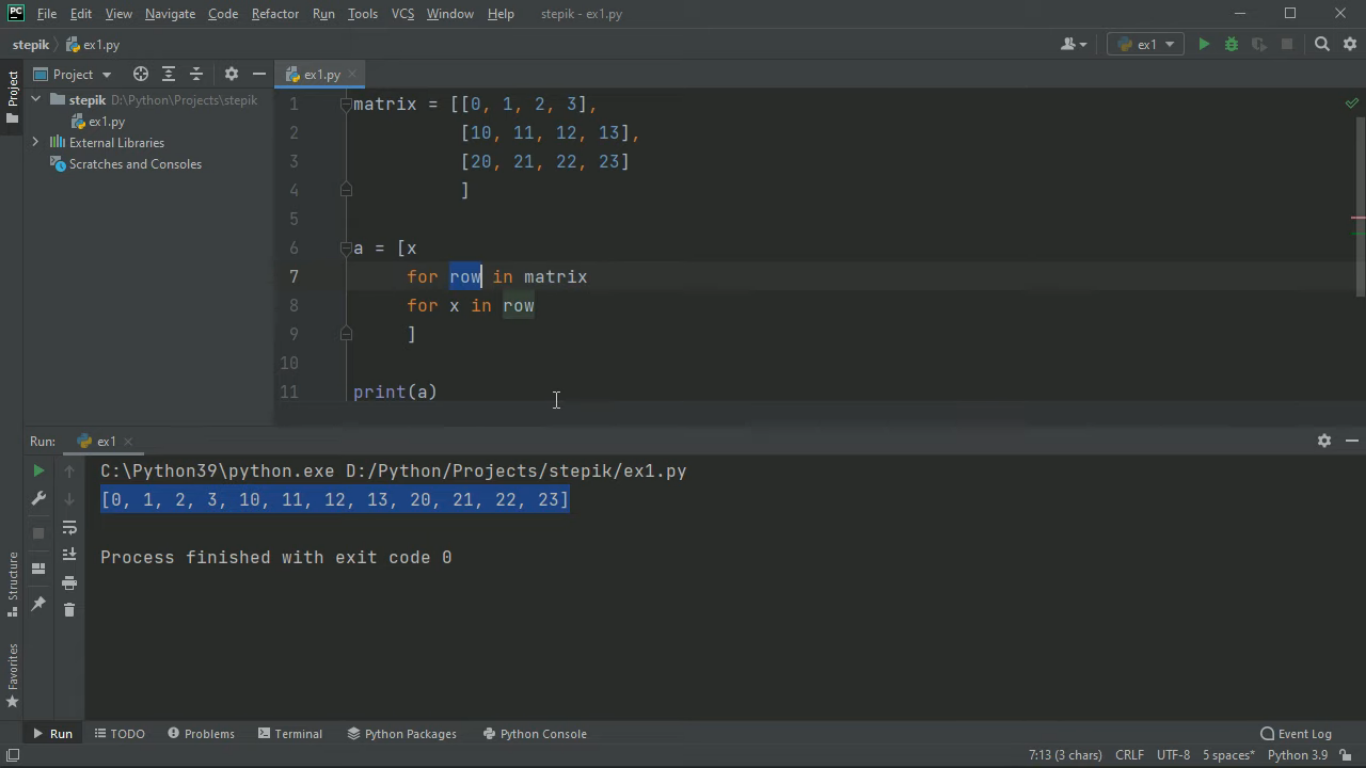 PC File Edit View Navigate Code Refactor Run Tools VCS Window Help stepik - ex1.py
stepik ex1.py ex1
Project Project ex1.py
stepik D:\Python\Projects\stepik
ex1.py
External Libraries
Scratches and Consoles
1 matrix = [[0, 1, 2, 3],
2 [10, 11, 12, 13],
3 [20, 21, 22, 23]
4 ]
5
6 a = [x
7 for row in matrix
8 for x in row
9 ]
10
11 print(a)
Run: ex1
C:\Python39\python.exe D:/Python/Projects/stepik/ex1.py
[0, 1, 2, 3, 10, 11, 12, 13, 20, 21, 22, 23]
Process finished with exit code 0
Structure
Favorites
Run TODO Problems Terminal Python Packages Python Console Event Log
7:13 (3 chars) CRLF UTF-8 5 spaces* Python 3.9